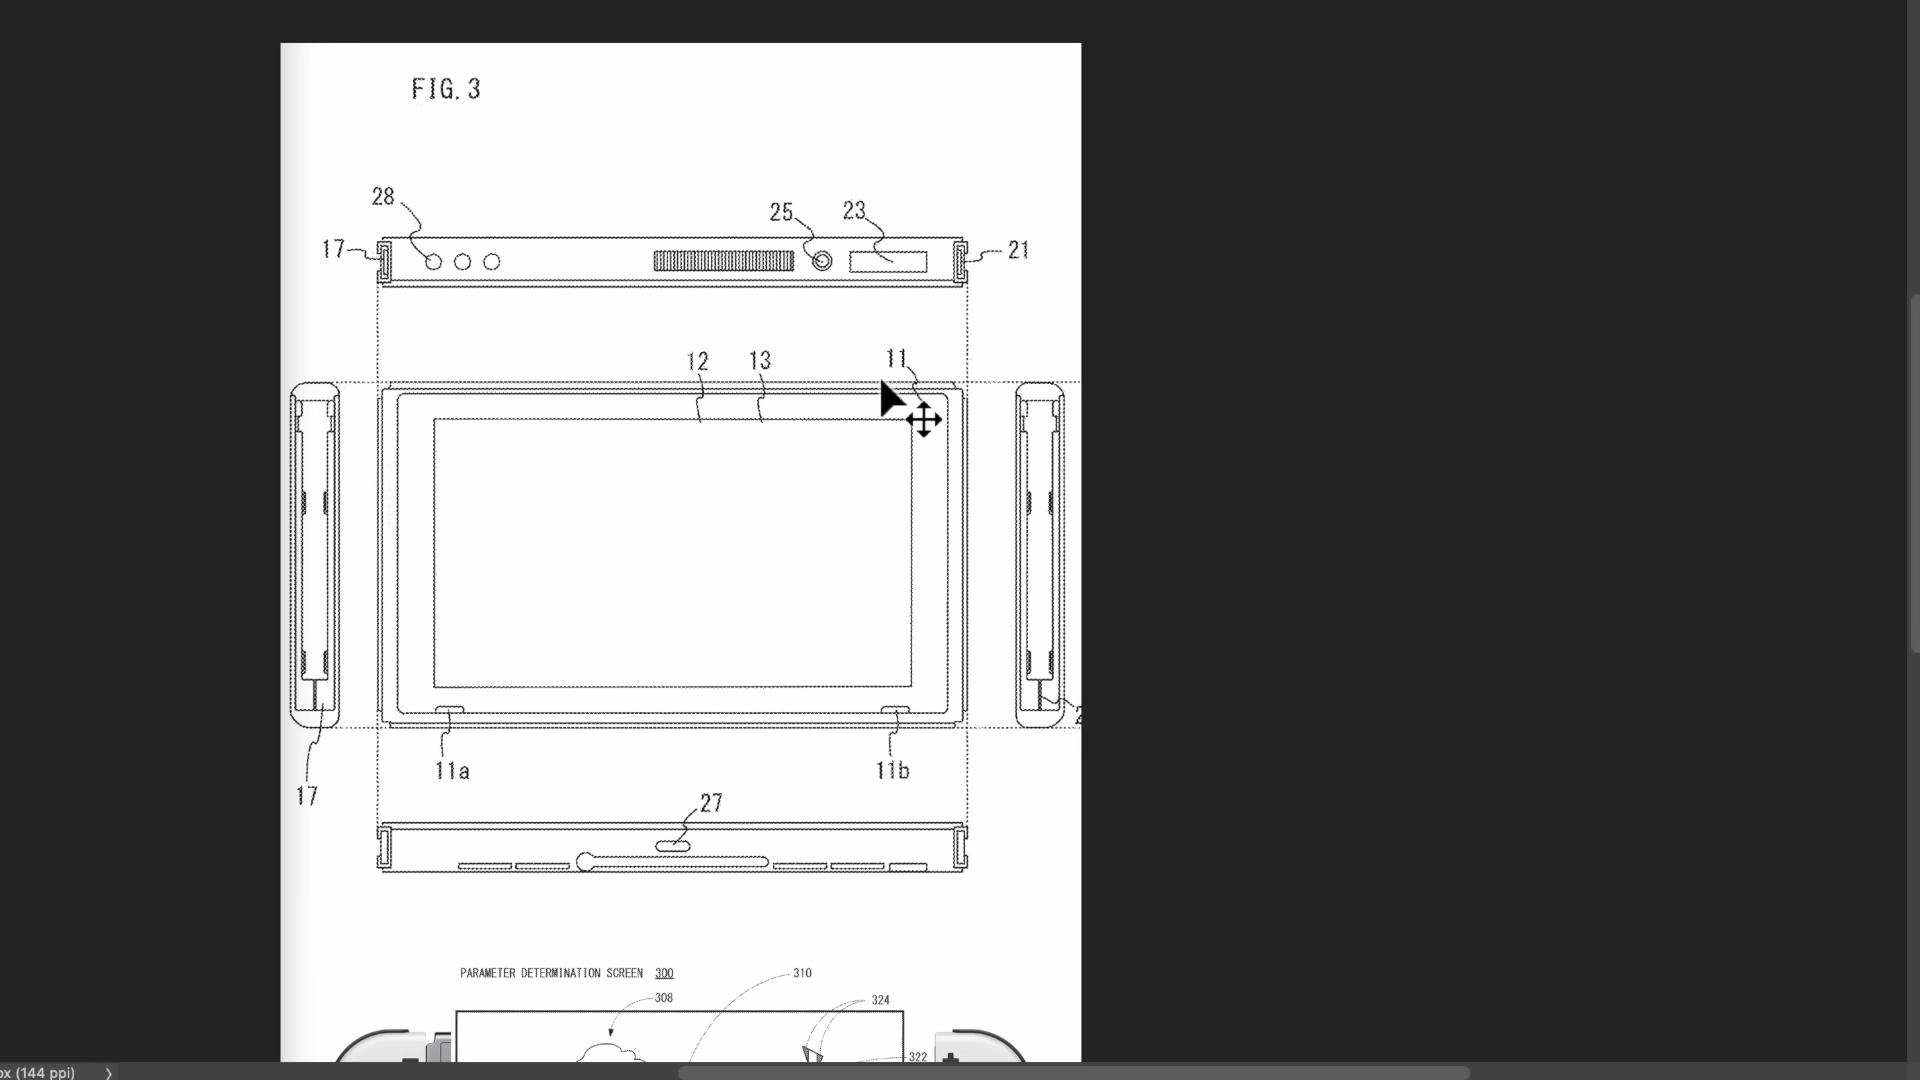 FIG. 3
28
25
23
17
21
12
13
11
11a
11b
17
27
PARAMETER DETERMINATION SCREEN 300
310
308
324
322
px (144 ppi)